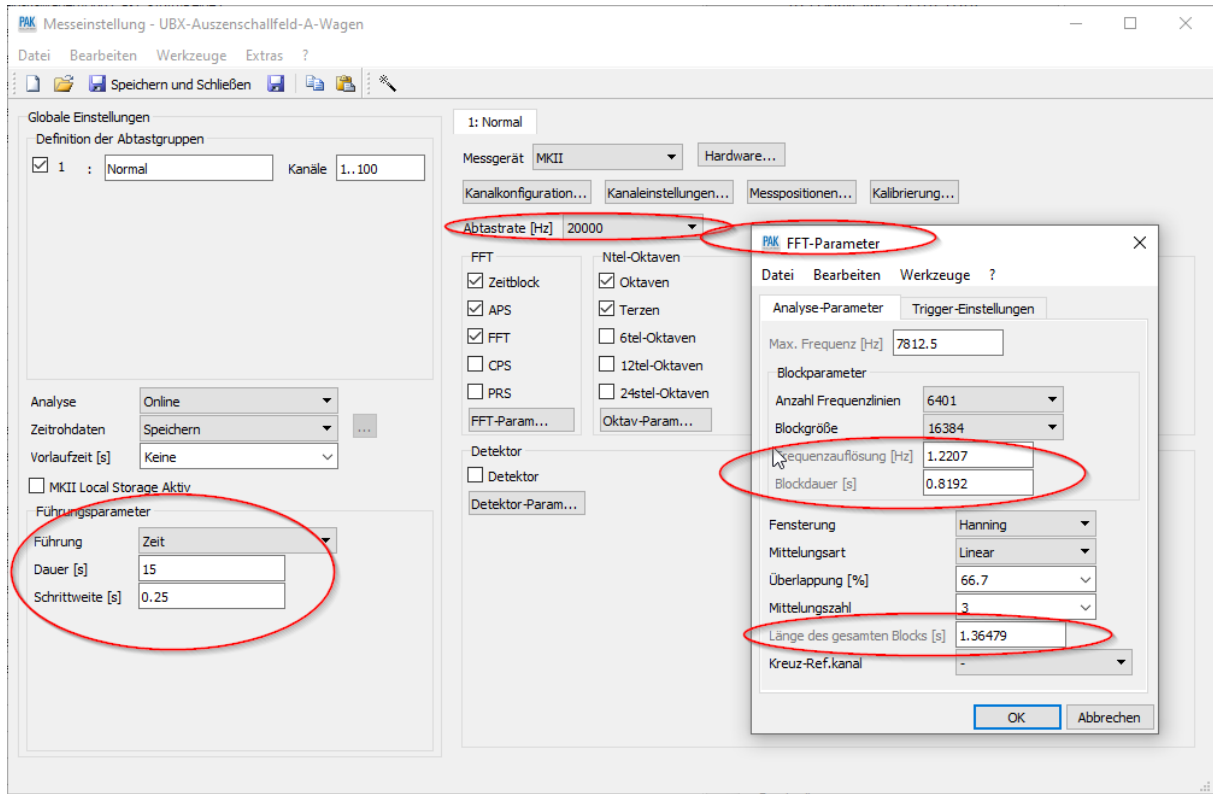 PAK Messeinstellung - UBX-Auszenschallfeld-A-Wagen
Datei Bearbeiten Werkzeuge Extras ?
Speichern und Schließen
Globale Einstellungen
Definition der Abtastgruppen
1 : Normal Kanäle 1..100
Analyse Online
Zeitrohdaten Speichern ...
Vorlaufzeit [s] Keine
MKII Local Storage Aktiv
Führungsparameter
Führung Zeit
Dauer [s] 15
Schrittweite [s] 0.25
1: Normal
Messgerät MKII Hardware...
Kanalkonfiguration... Kanaleinstellungen... Messpositionen... Kalibrierung...
Abtastrate [Hz] 20000
FFT
Zeitblock
APS
FFT
CPS
PRS
FFT-Param...
Ntel-Oktaven
Oktaven
Terzen
6tel-Oktaven
12tel-Oktaven
24stel-Oktaven
Oktav-Param...
Detektor
Detektor
Detektor-Param...
PAK FFT-Parameter
Datei Bearbeiten Werkzeuge ?
Analyse-Parameter Trigger-Einstellungen
Max. Frequenz [Hz] 7812.5
Blockparameter
Anzahl Frequenzlinien 6401
Blockgröße 16384
Frequenzauflösung [Hz] 1.2207
Blockdauer [s] 0.8192
Fensterung Hanning
Mittelungsart Linear
Überlappung [%] 66.7
Mittelungszahl 3
Länge des gesamten Blocks [s] 1.36479
Kreuz-Ref.kanal -
OK Abbrechen